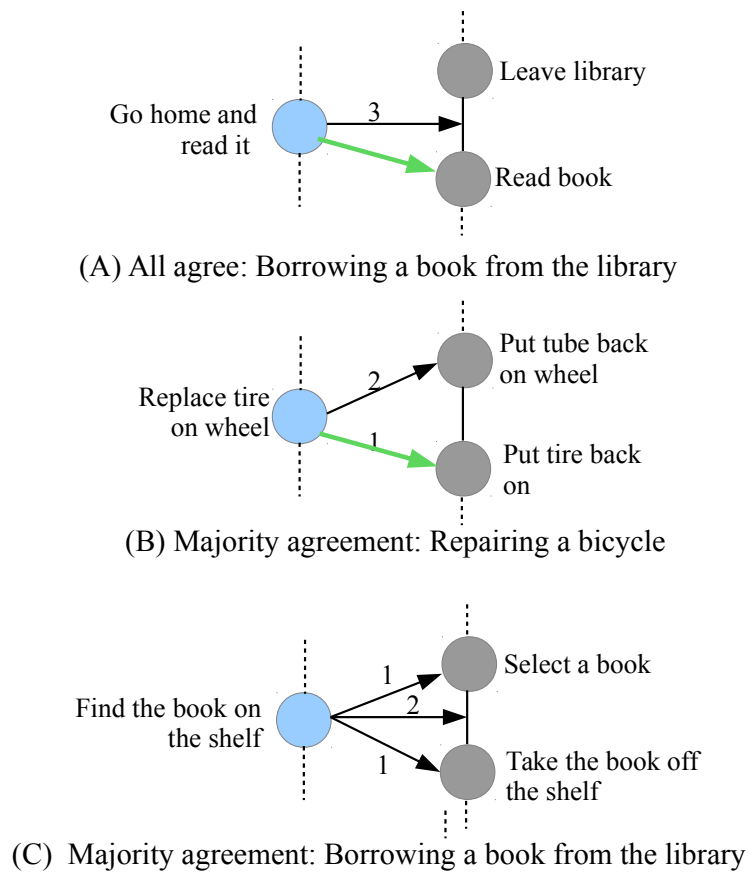 Leave library
Go home and
read it
3
Read book
(A) All agree: Borrowing a book from the library
Put tube back
on wheel
Replace tire
on wheel
2
1
Put tire back
on
(B) Majority agreement: Repairing a bicycle
Select a book
Find the book on
the shelf
1
2
1
Take the book off
the shelf
(C) Majority agreement: Borrowing a book from the library